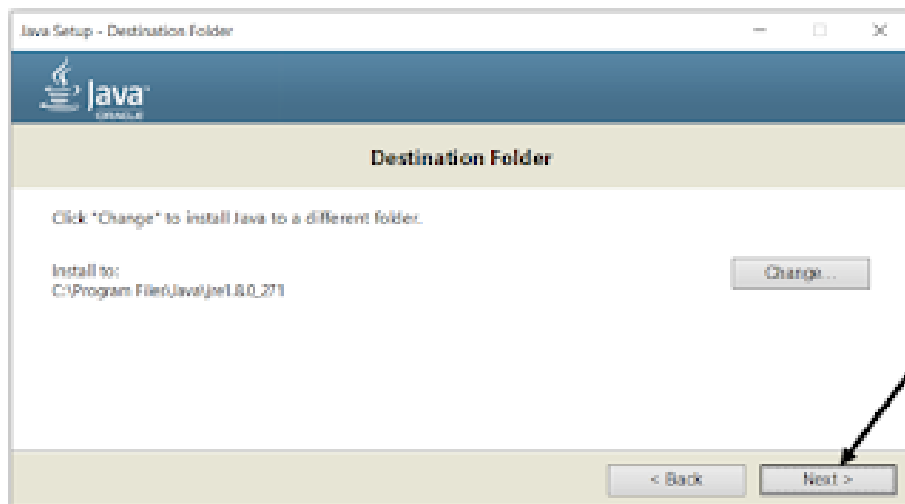 Java Setup - Destination Folder
Java
ORACLE
Destination Folder
Click "Change" to install Java to a different folder.
Install to:
Change...
C:\Program Files\Java\jre1.8.0_271
< Back
Next >